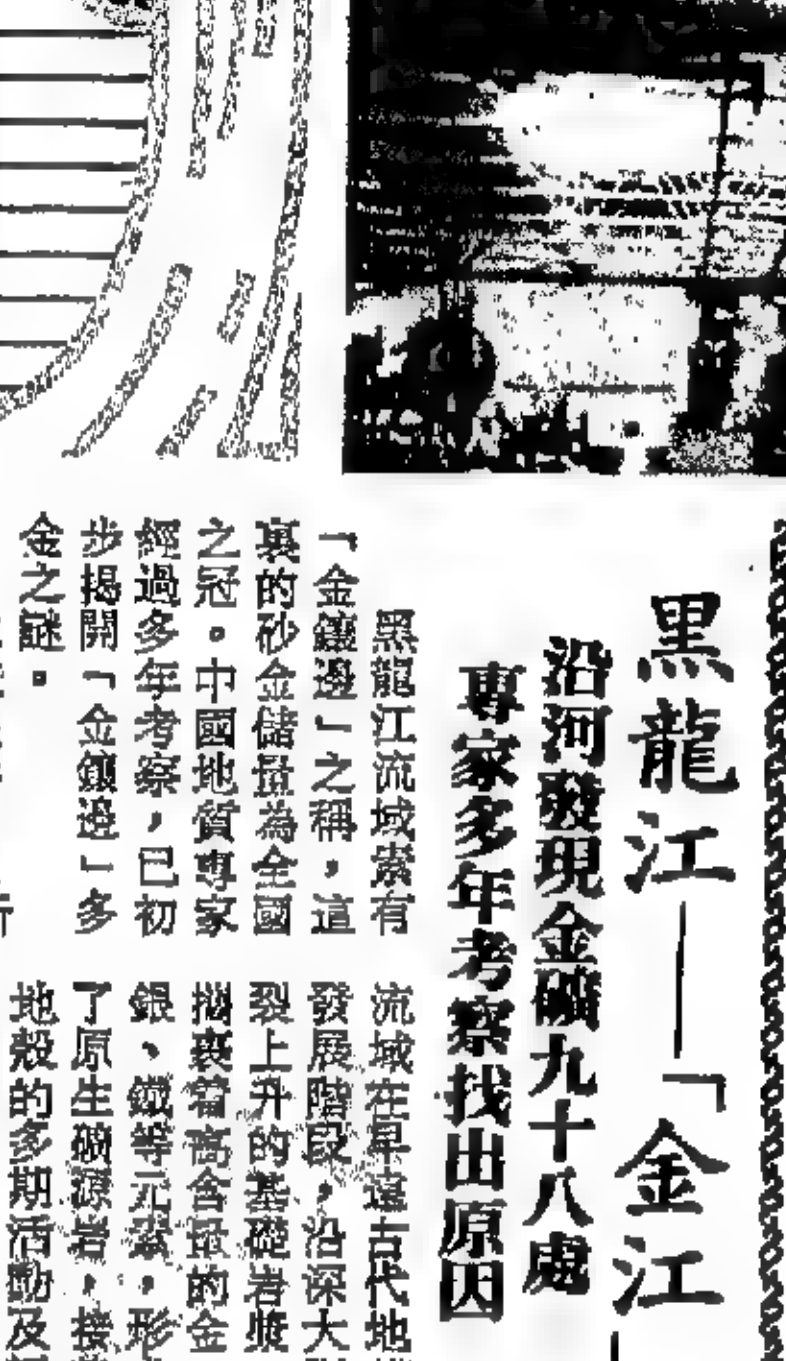 黑龍江——「金江
沿河發現金礦九十八處
專家多年考察找出原因
黑龍江流域素有
「金鑲邊」之稱，這
裏的砂金儲量為全國
之冠。中國地質專家
經過多年考察，已初
步揭開「金鑲邊」多
金之謎。
流域在早遠古代地
發展階段，沿深大
裂上升的基礎岩漿
攜裹着高含量的金
銀、鐵等元素，形
了原生礦源岩，接
地殼的多期活動及